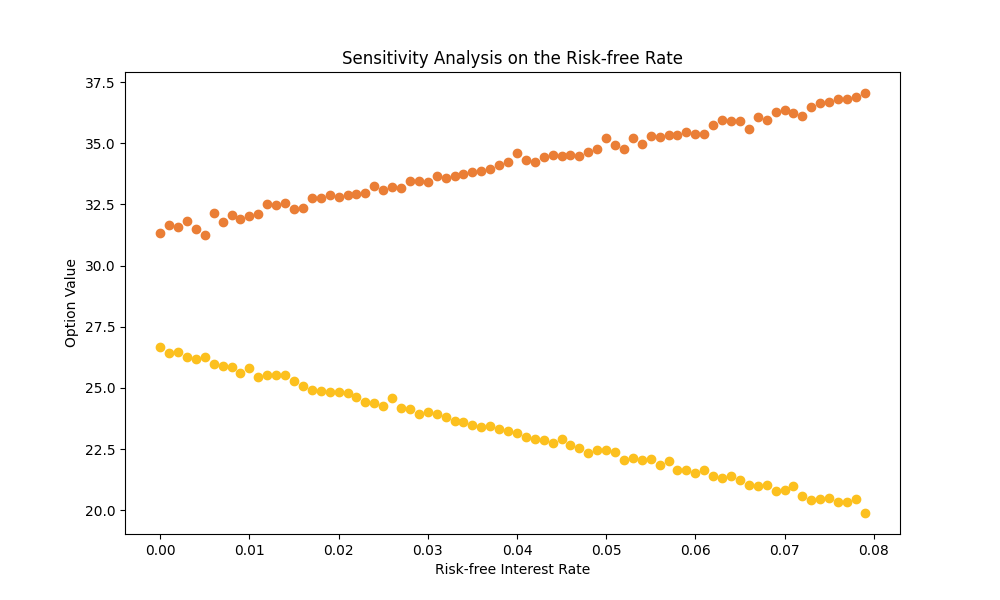 Sensitivity Analysis on the Risk-free Rate
37.5
35.0
32.5
30.0
27.5
25.0
22.5
20.0
Option Value
0.00 0.01 0.02 0.03 0.04 0.05 0.06 0.07 0.08
Risk-free Interest Rate